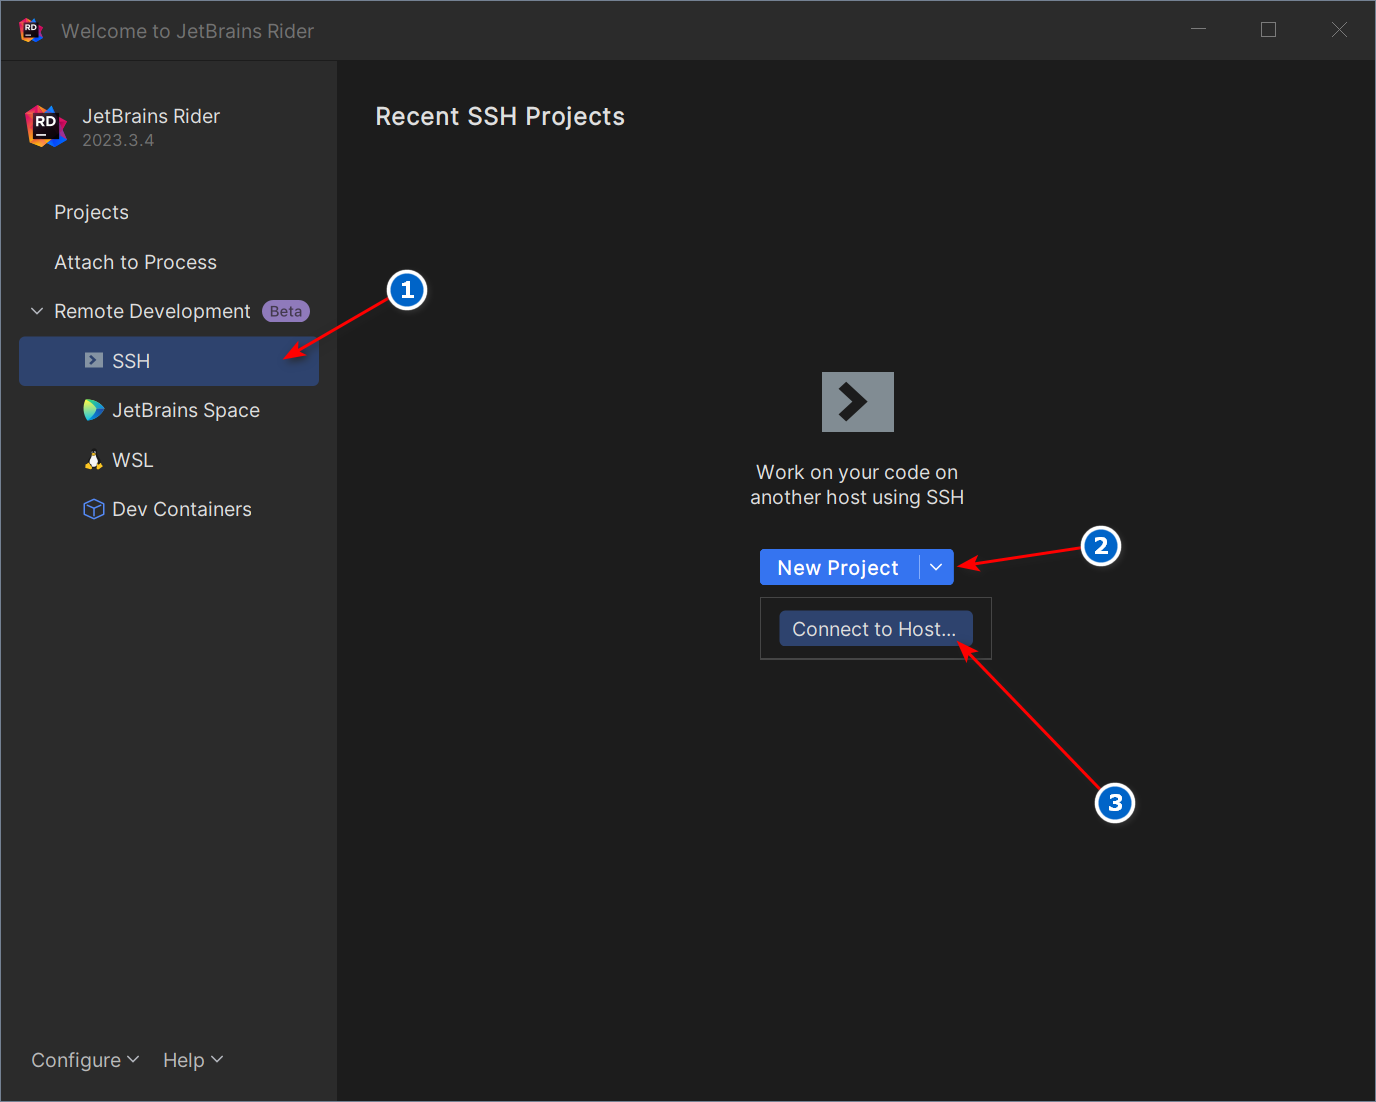 RD
Welcome to JetBrains Rider
RD
JetBrains Rider
2023.3.4
Projects
Attach to Process
Remote Development Beta
SSH
JetBrains Space
WSL
Dev Containers
Configure
Help
Recent SSH Projects
1
Work on your code on
another host using SSH
New Project
2
Connect to Host...
3